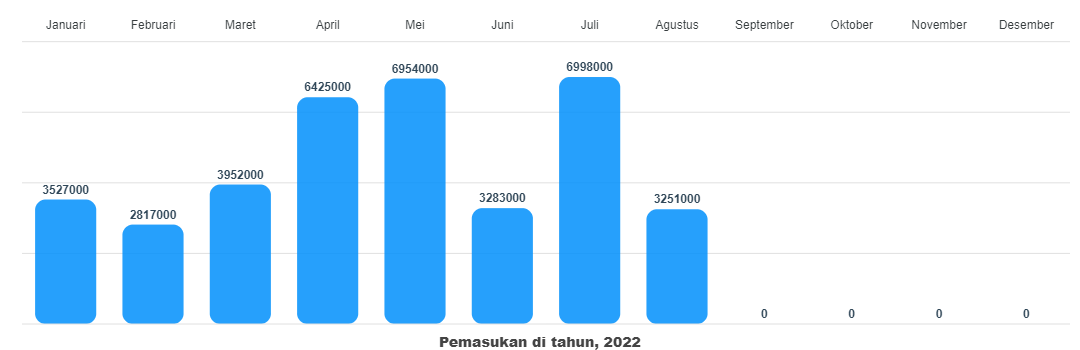 Januari Februari Maret April Mei Juni Juli Agustus September Oktober November Desember
3527000 2817000 3952000 6425000 6954000 3283000 6998000 3251000 0 0 0 0
Pemasukan di tahun, 2022